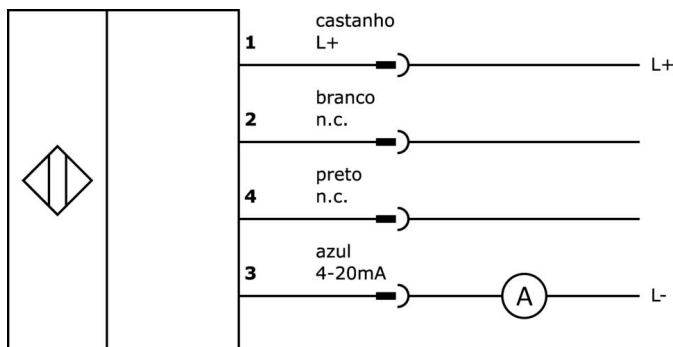 castanho
1 L+ L+
branco
2 n.c.
preto
4 n.c.
azul
3 4-20mA A L-